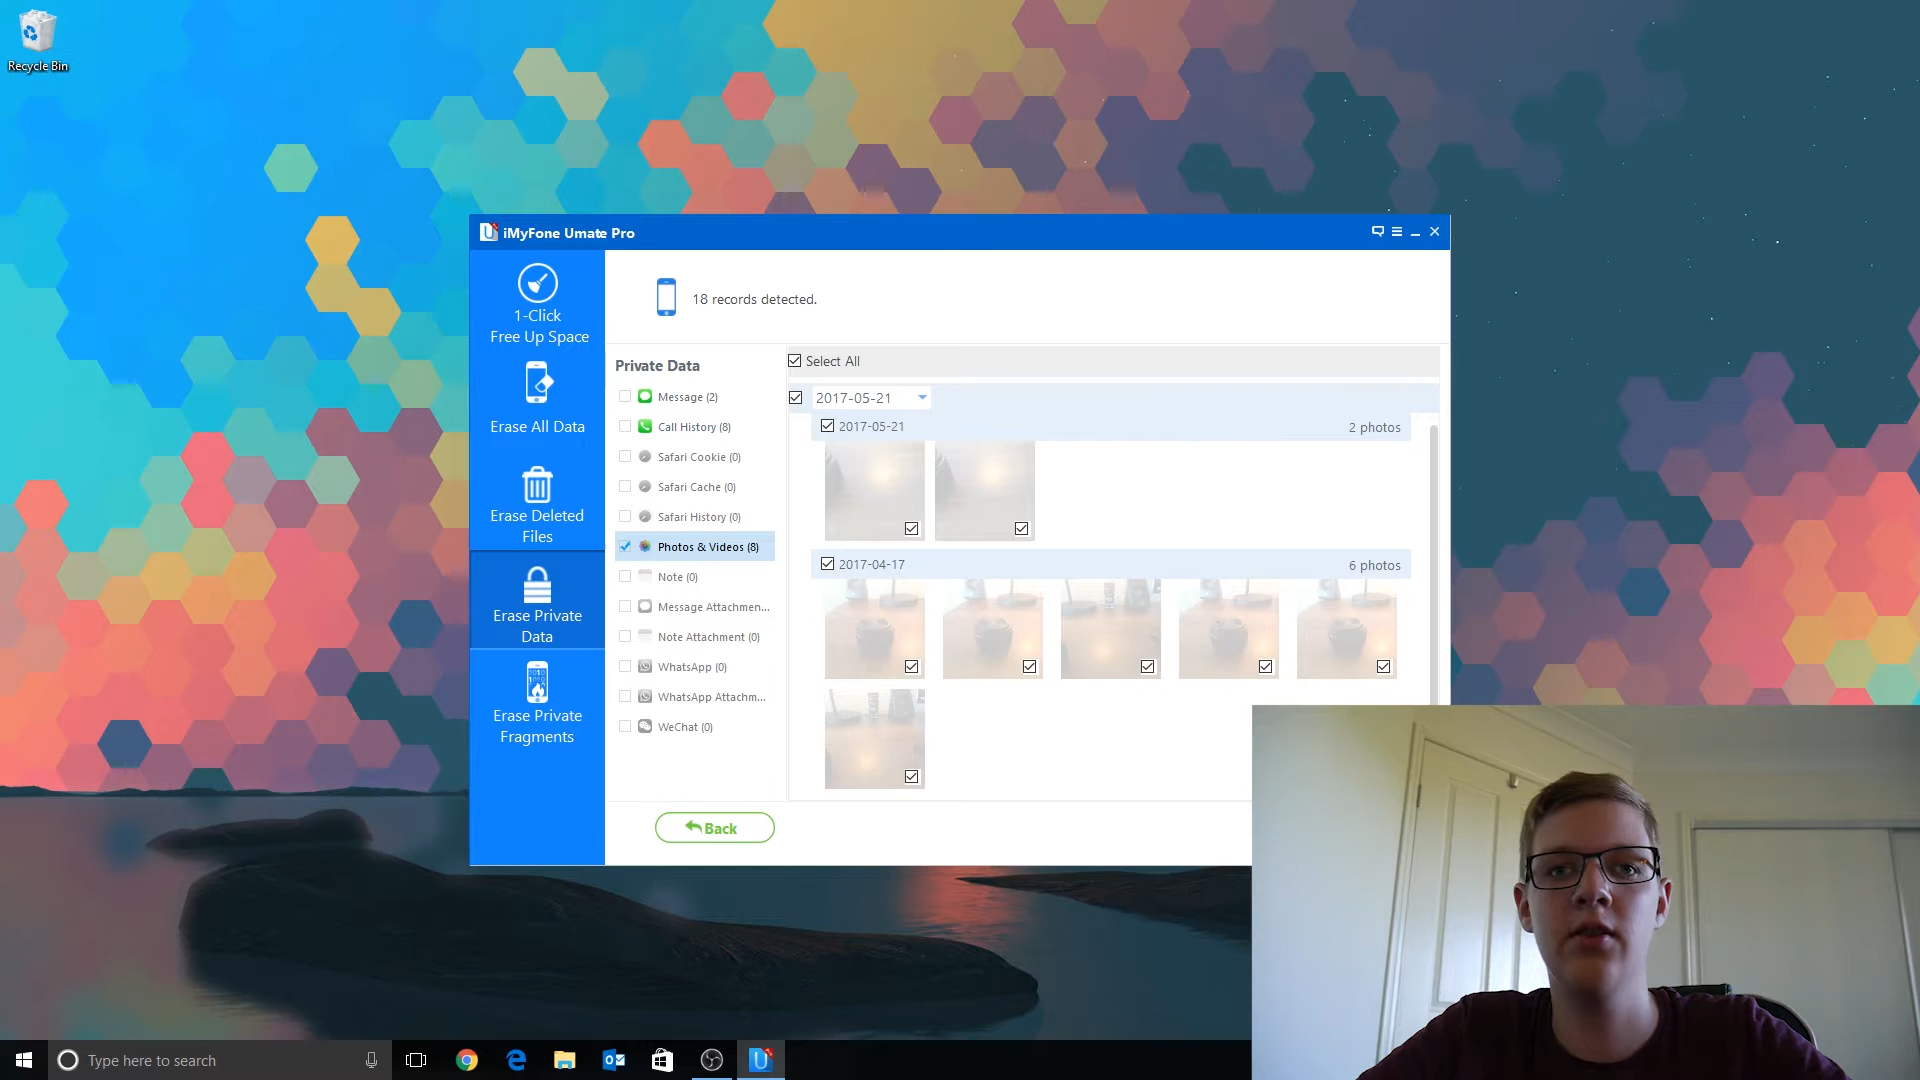 Recycle Bin
iMyFone Umate Pro
1-Click
Free Up Space
Erase All Data
Erase Deleted
Files
Erase Private
Data
Erase Private
Fragments
18 records detected.
Private Data
Message (2)
Call History (8)
Safari Cookie (0)
Safari Cache (0)
Safari History (0)
Photos & Videos (8)
Note (0)
Message Attachmen...
Note Attachment (0)
WhatsApp (0)
WhatsApp Attachm...
WeChat (0)
Select All
2017-05-21
2017-05-21 2 photos
2017-04-17 6 photos
Back
Type here to search